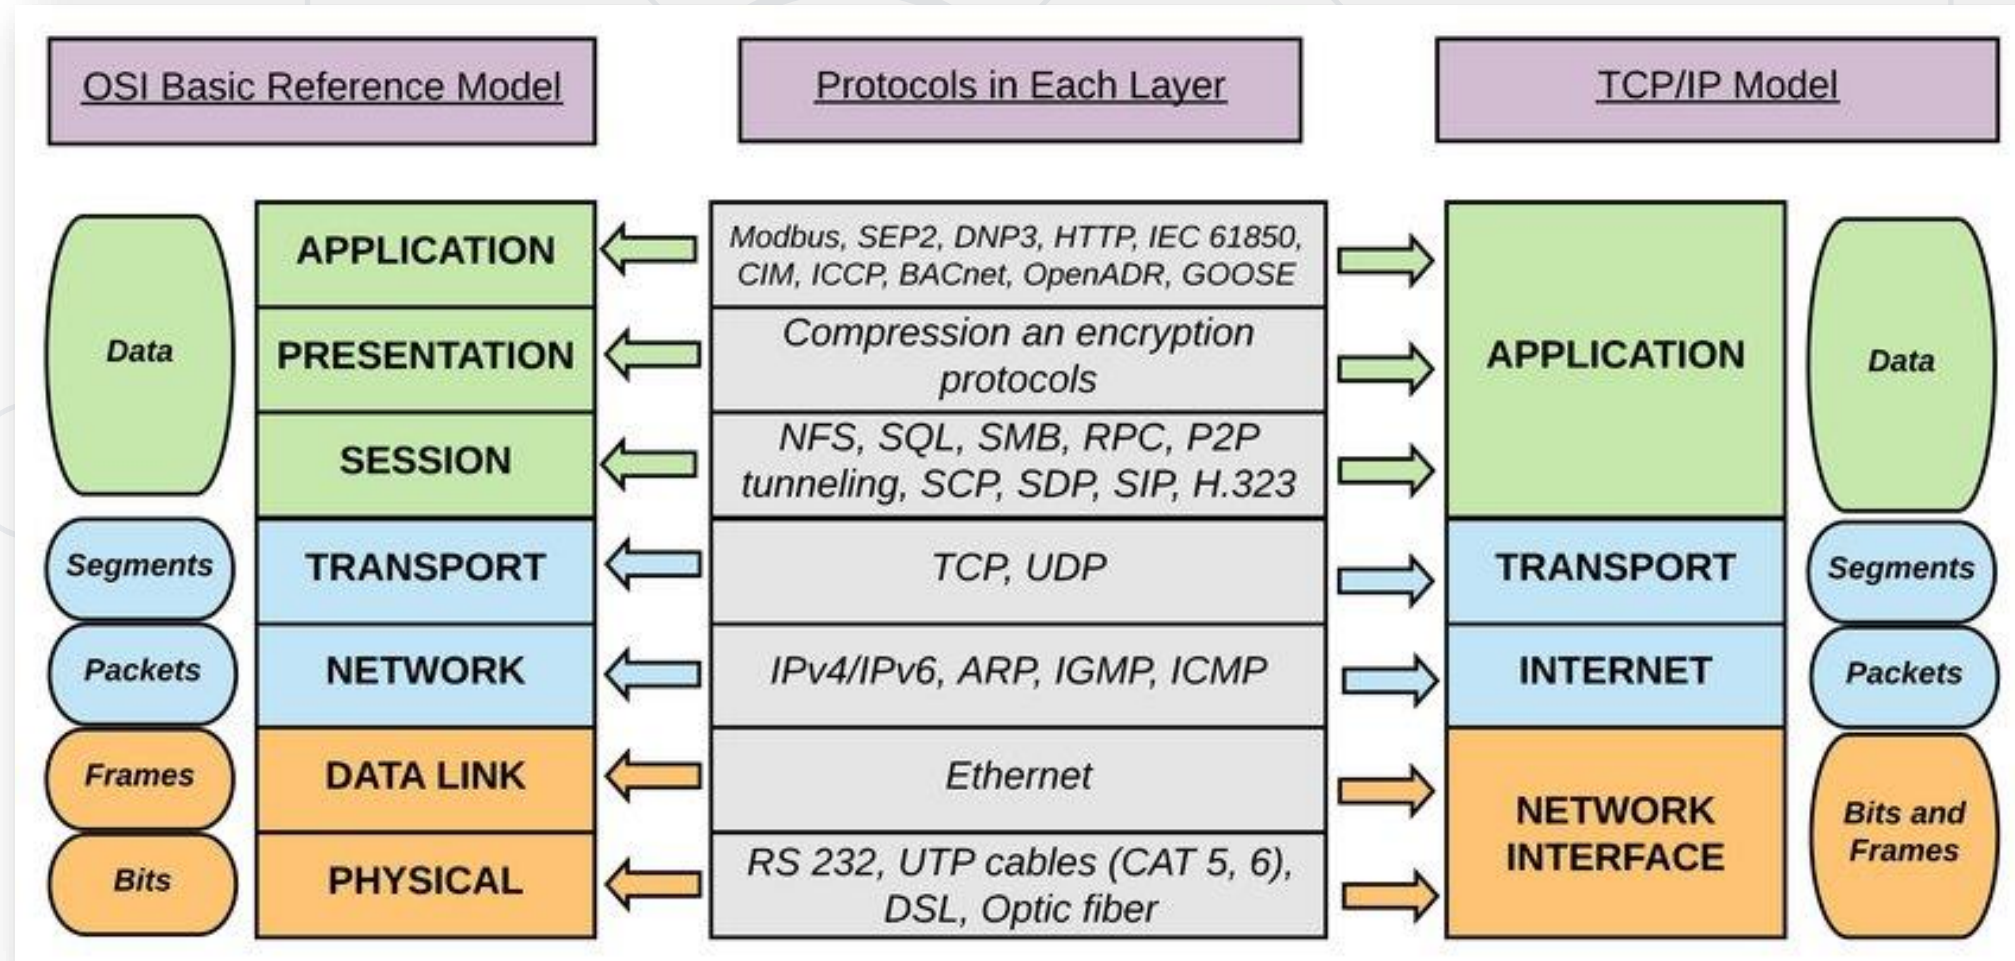 OSI Basic Reference Model
Protocols in Each Layer
TCP/IP Model
Data
APPLICATION
PRESENTATION
SESSION
Modbus, SEP2, DNP3, HTTP, IEC 61850,
CIM, ICCP, BACnet, OpenADR, GOOSE
Compression an encryption
protocols
NFS, SQL, SMB, RPC, P2P
tunneling, SCP, SDP, SIP, H.323
APPLICATION
Data
Segments
TRANSPORT
TCP, UDP
TRANSPORT
Segments
Packets
NETWORK
IPv4/IPv6, ARP, IGMP, ICMP
INTERNET
Packets
Frames
DATA LINK
Ethernet
Bits
PHYSICAL
RS 232, UTP cables (CAT 5, 6),
DSL, Optic fiber
NETWORK
INTERFACE
Bits and
Frames